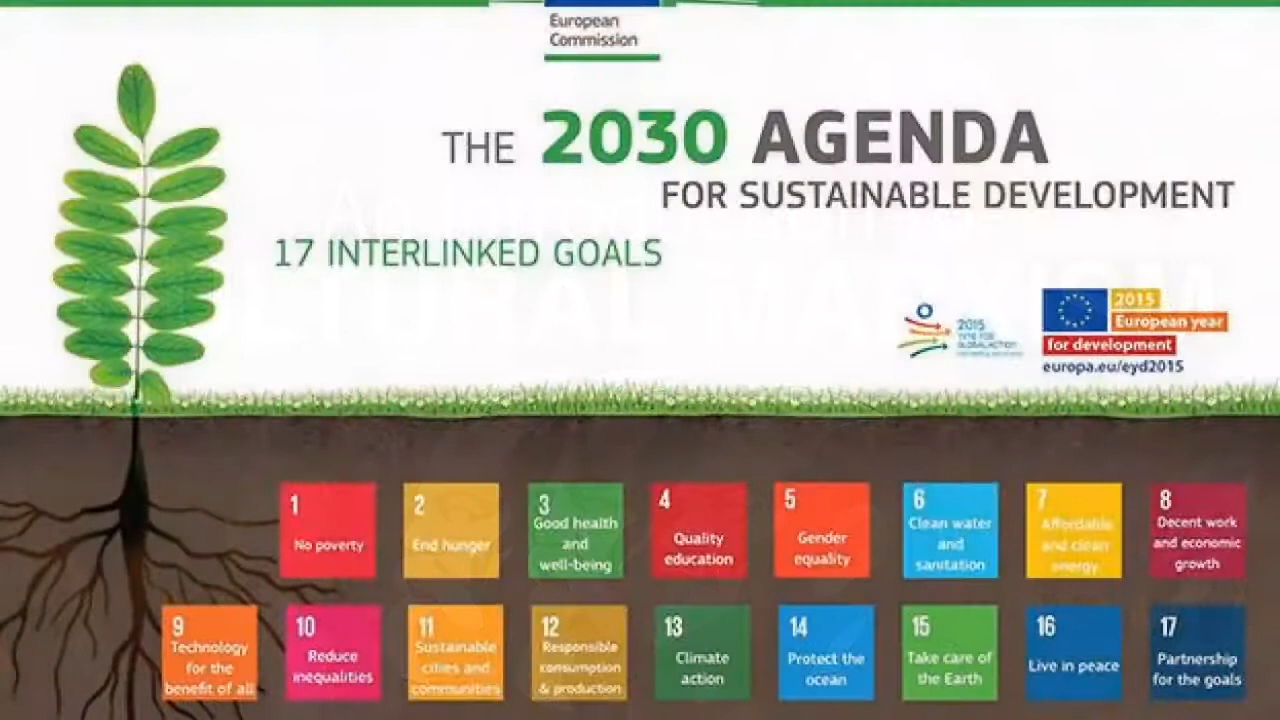 European
Commission
THE 2030 AGENDA
FOR SUSTAINABLE DEVELOPMENT
17 INTERLINKED GOALS
2015
European year
for development
europa.eu/eyd2015
2015
1
No poverty
2
End hunger
3
Good health
and
well-being
4
Quality
education
5
Gender
equality
6
Clean water
and
sanitation
7
Affordable
and clean
energy
8
Decent work
and economic
growth
9
Technology
for the
benefit of all
10
Reduce
inequalities
11
Sustainable
cities and
communities
12
Responsible
consumption
& production
13
Climate
action
14
Protect the
ocean
15
Take care of
the Earth
16
Live in peace
17
Partnership
for the goals